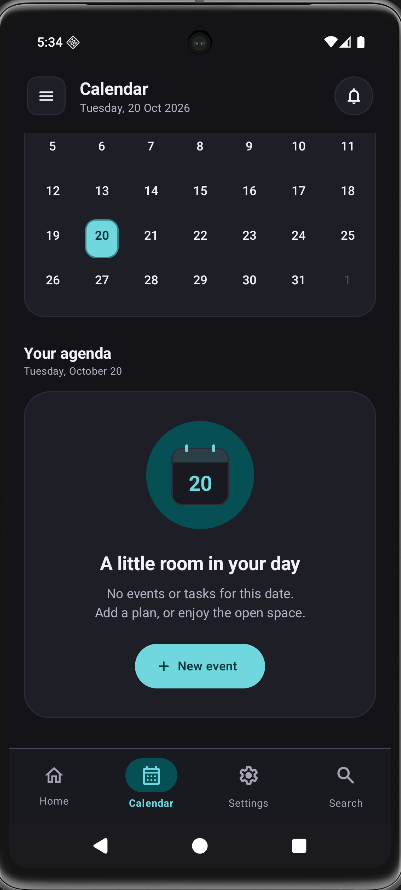 5:34
Calendar
Tuesday, 20 Oct 2026
5 6 7 8 9 10 11
12 13 14 15 16 17 18
19 20 21 22 23 24 25
26 27 28 29 30 31 1
Your agenda
Tuesday, October 20
20
A little room in your day
No events or tasks for this date.
Add a plan, or enjoy the open space.
+ New event
Home Calendar Settings Search